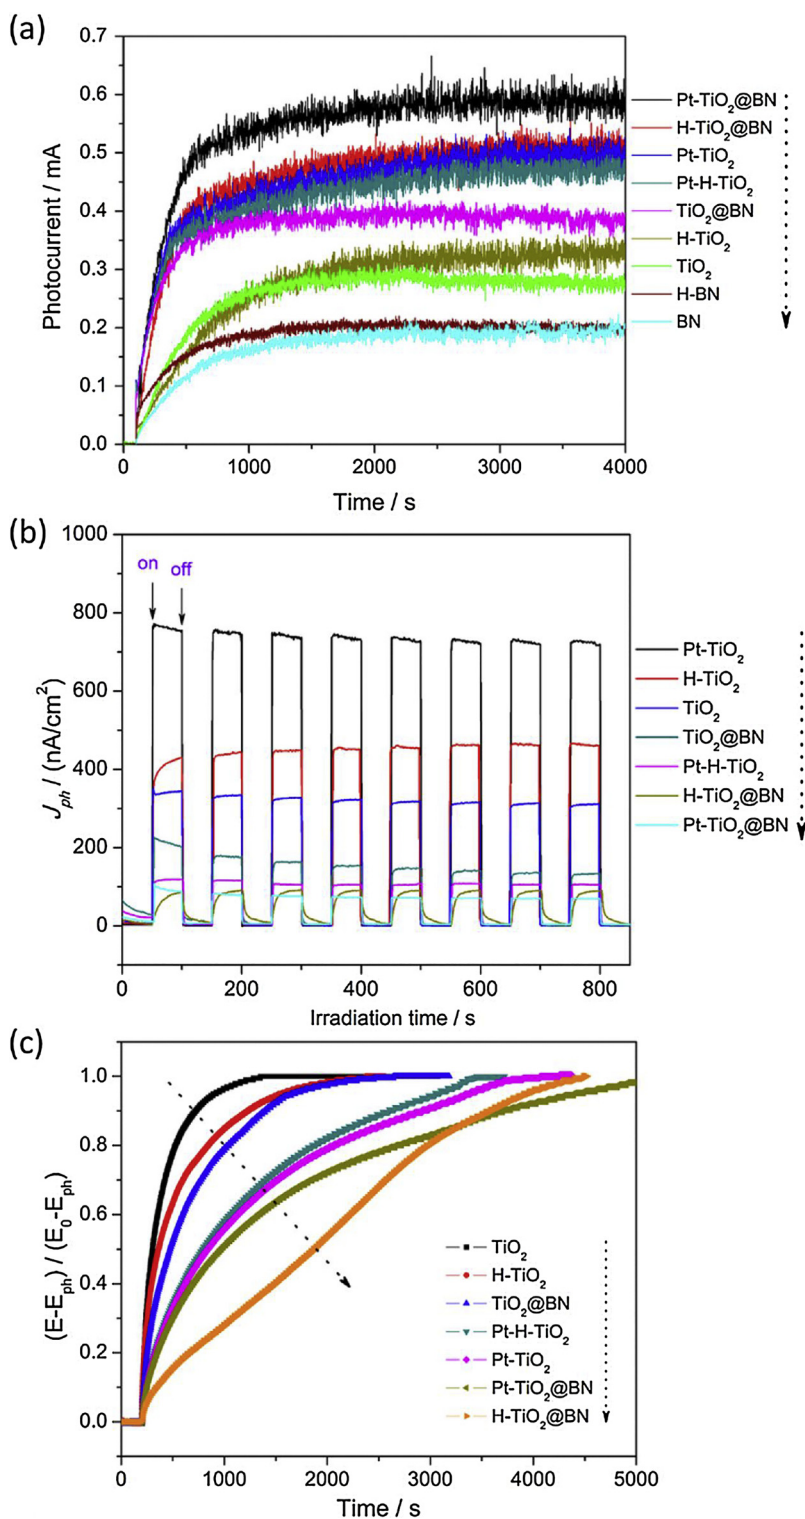 (a)
0.7
0.6
0.5
0.4
0.3
0.2
0.1
0.0
Photocurrent / mA
0
1000
2000
3000
4000
Time / s
Pt-TiO₂@BN
H-TiO₂@BN
Pt-TiO₂
Pt-H-TiO₂
TiO₂@BN
H-TiO₂
TiO₂
H-BN
BN
(b)
1000
800
600
400
200
0
J_ph / (nA/cm²)
on
off
0
200
400
600
800
Irradiation time / s
Pt-TiO₂
H-TiO₂
TiO₂
TiO₂@BN
Pt-H-TiO₂
H-TiO₂@BN
Pt-TiO₂@BN
(c)
1.0
0.8
0.6
0.4
0.2
0.0
(E-E_ph) / (E₀-E_ph)
0
1000
2000
3000
4000
5000
Time / s
TiO₂
H-TiO₂
TiO₂@BN
Pt-H-TiO₂
Pt-TiO₂
Pt-TiO₂@BN
H-TiO₂@BN